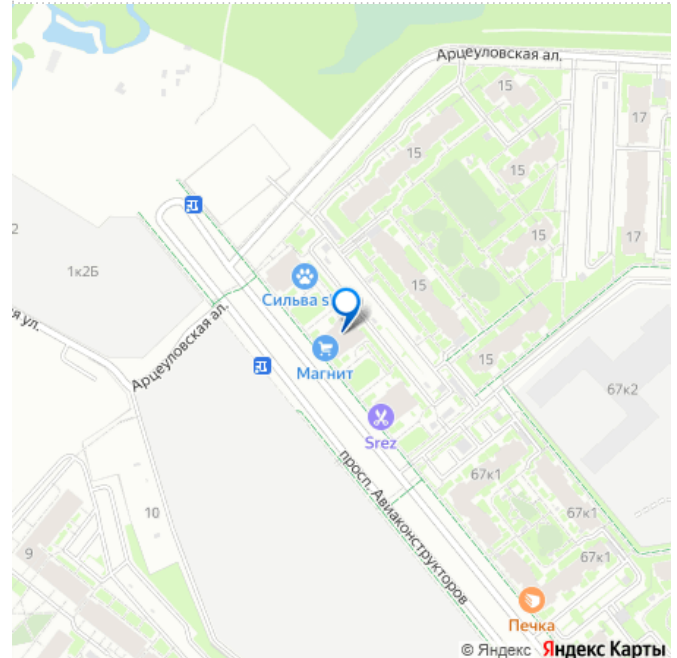 Арцеуловская ал.
15
17
15
15
2
1к2Б
15
17
15
Сильва s
я ул.
Арцеуловская ал.
Магнит
15
67к2
Srez
просп. Авиаконструкторов
67к1
10
67к1
9
67к1
Печка
© Яндекс Яндекс Карты